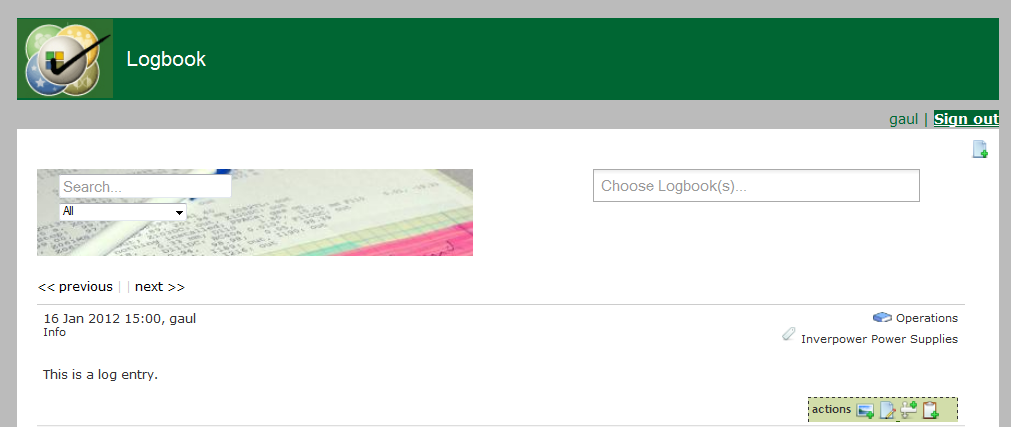 Logbook
gaul | Sign out
Search...
Choose Logbook(s)...
All
<< previous | | next >>
16 Jan 2012 15:00, gaul
Operations
Info
Inverpower Power Supplies
This is a log entry.
actions